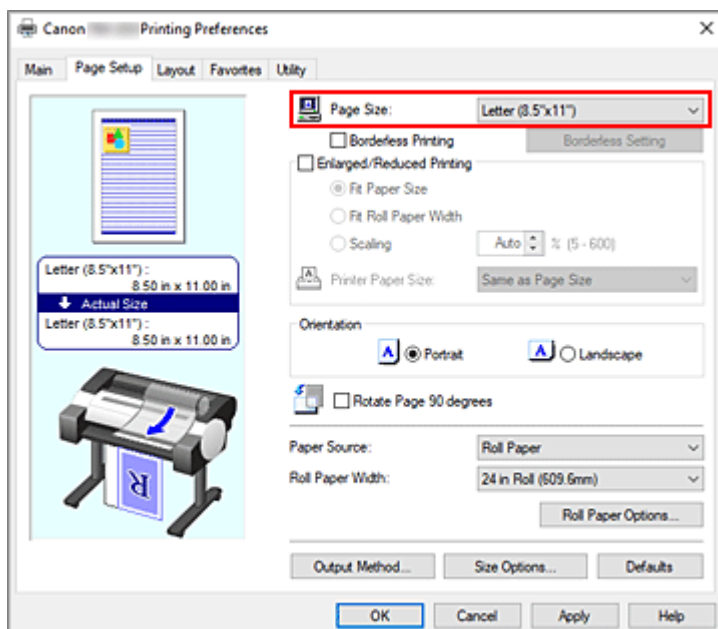 Canon Printing Preferences
Main Page Setup Layout Favorites Utility
Page Size: Letter (8.5"x11")
Borderless Printing Borderless Setting
Enlarged/Reduced Printing
Fit Paper Size
Fit Roll Paper Width
Scaling Auto % (5 - 600)
Printer Paper Size: Same as Page Size
Letter (8.5"x11") :
8.50 in x 11.00 in
Actual Size
Letter (8.5"x11") :
8.50 in x 11.00 in
Orientation
A Portrait A Landscape
Rotate Page 90 degrees
R
Paper Source: Roll Paper
Roll Paper Width: 24 in Roll (609.6mm)
Roll Paper Options...
Output Method... Size Options... Defaults
OK Cancel Apply Help